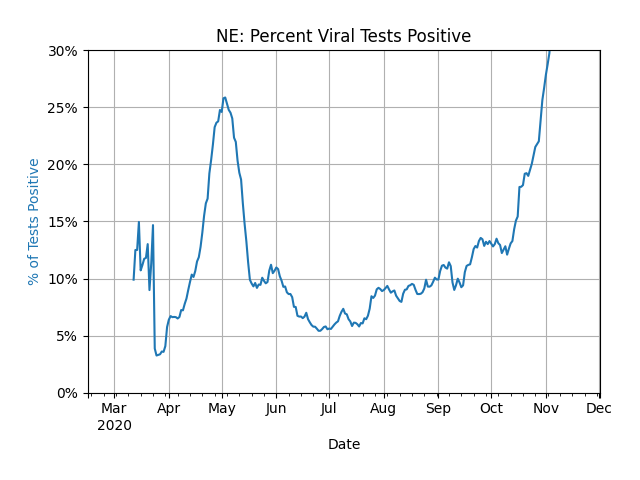 NE: Percent Viral Tests Positive
30%
25%
20%
15%
10%
5%
0%
% of Tests Positive
Mar Apr May Jun Jul Aug Sep Oct Nov Dec
2020
Date